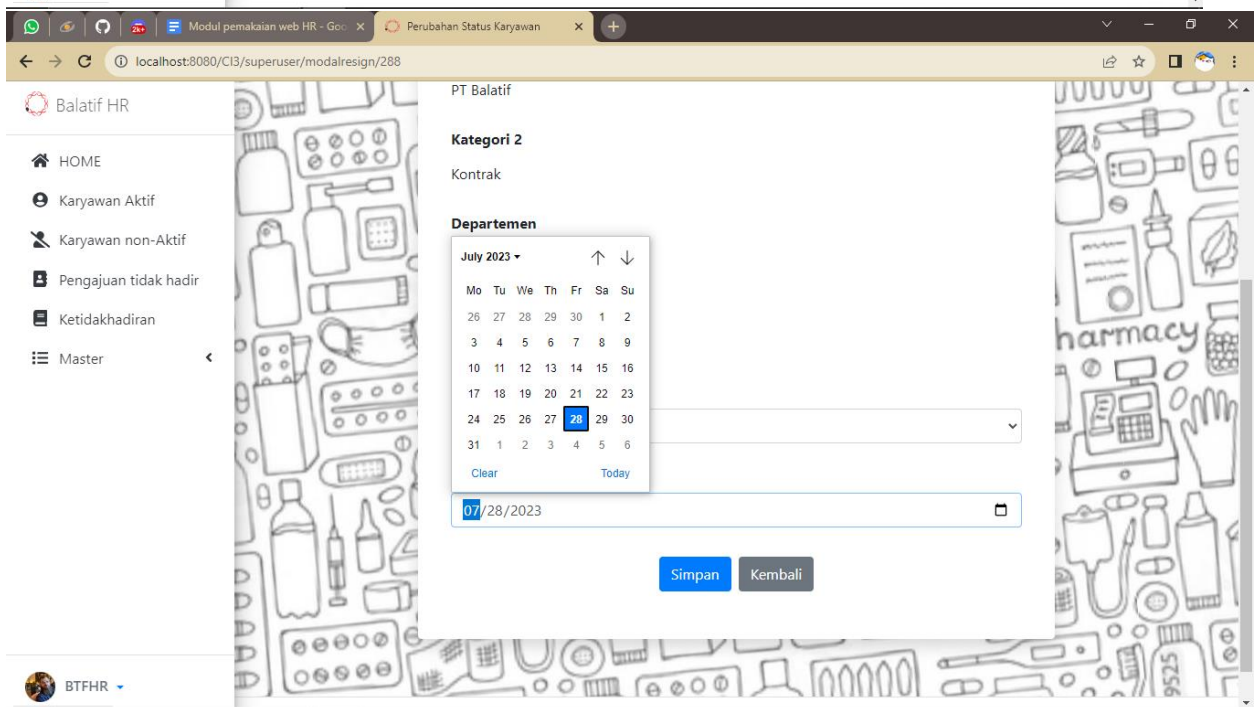 Modul pemakaian web HR - Goo
Perubahan Status Karyawan
localhost:8080/CI3/superuser/modalresign/288
Balatif HR
HOME
Karyawan Aktif
Karyawan non-Aktif
Pengajuan tidak hadir
Ketidakhadiran
Master
BTFHR
PT Balatif
Kategori 2
Kontrak
Departemen
July 2023
Mo Tu We Th Fr Sa Su
26 27 28 29 30 1 2
3 4 5 6 7 8 9
10 11 12 13 14 15 16
17 18 19 20 21 22 23
24 25 26 27 28 29 30
31 1 2 3 4 5 6
Clear Today
07/28/2023
Simpan Kembali
harmacy
9525